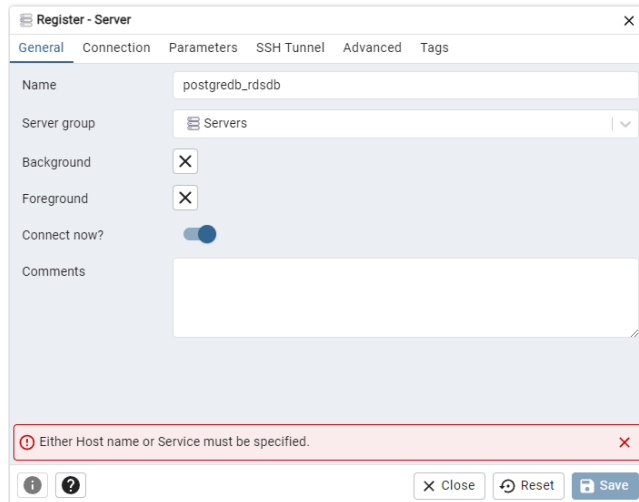 Register - Server
General Connection Parameters SSH Tunnel Advanced Tags
Name postgredb_rdsdb
Server group Servers
Background
Foreground
Connect now?
Comments
Either Host name or Service must be specified.
Close Reset Save